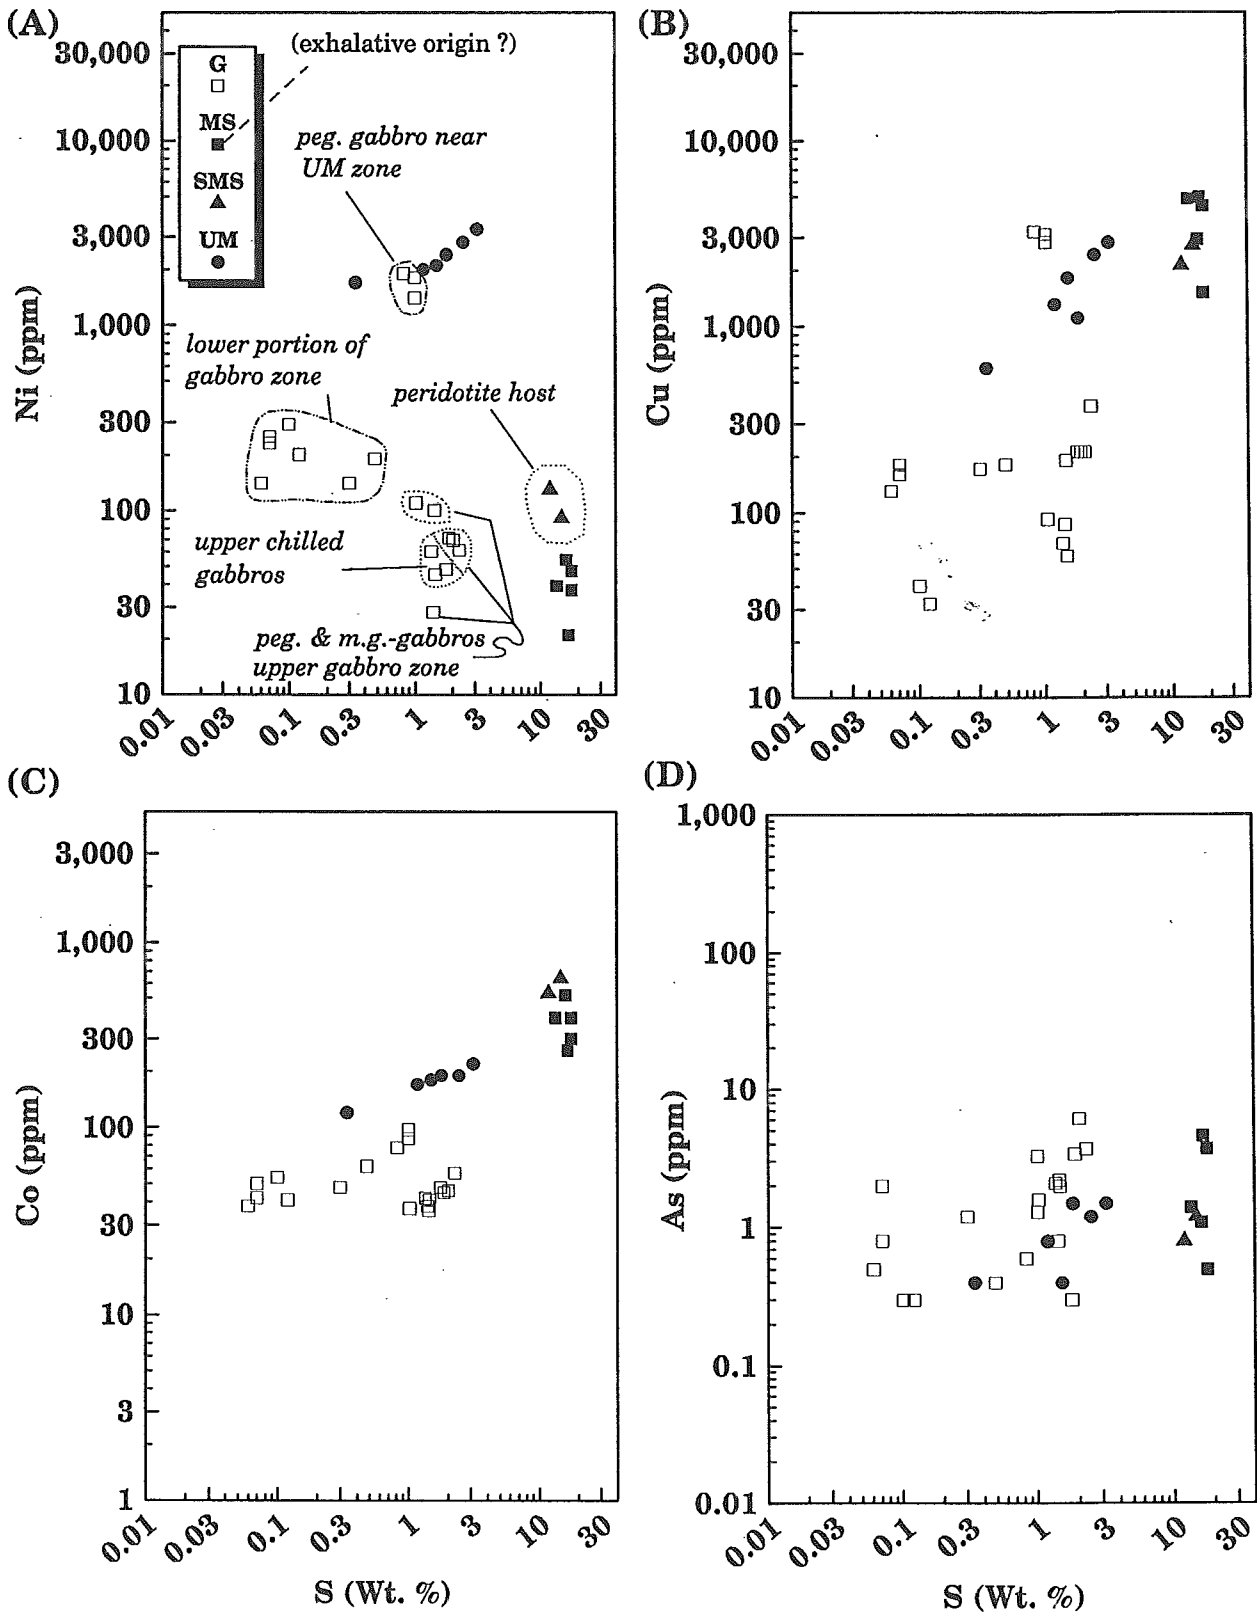 (A)
30,000
10,000
3,000
1,000
300
100
30
10
Ni (ppm)
G
MS
SMS
UM
(exhalative origin ?)
peg. gabbro near
UM zone
lower portion of
gabbro zone
peridotite host
upper chilled
gabbros
peg. & m.g.-gabbros
upper gabbro zone
0.01
0.03
0.1
0.3
1
3
10
30
(B)
30,000
10,000
3,000
1,000
300
100
30
10
Cu (ppm)
0.01
0.03
0.1
0.3
1
3
10
30
(C)
3,000
1,000
300
100
30
10
3
1
Co (ppm)
0.01
0.03
0.1
0.3
1
3
10
30
S (Wt. %)
(D)
1,000
100
10
1
0.1
0.01
As (ppm)
0.01
0.03
0.1
0.3
1
3
10
30
S (Wt. %)